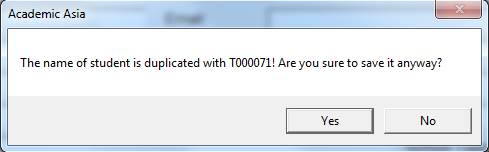 Academic Asia
Email
The name of student is duplicated with T000071! Are you sure to save it anyway?
Yes
No